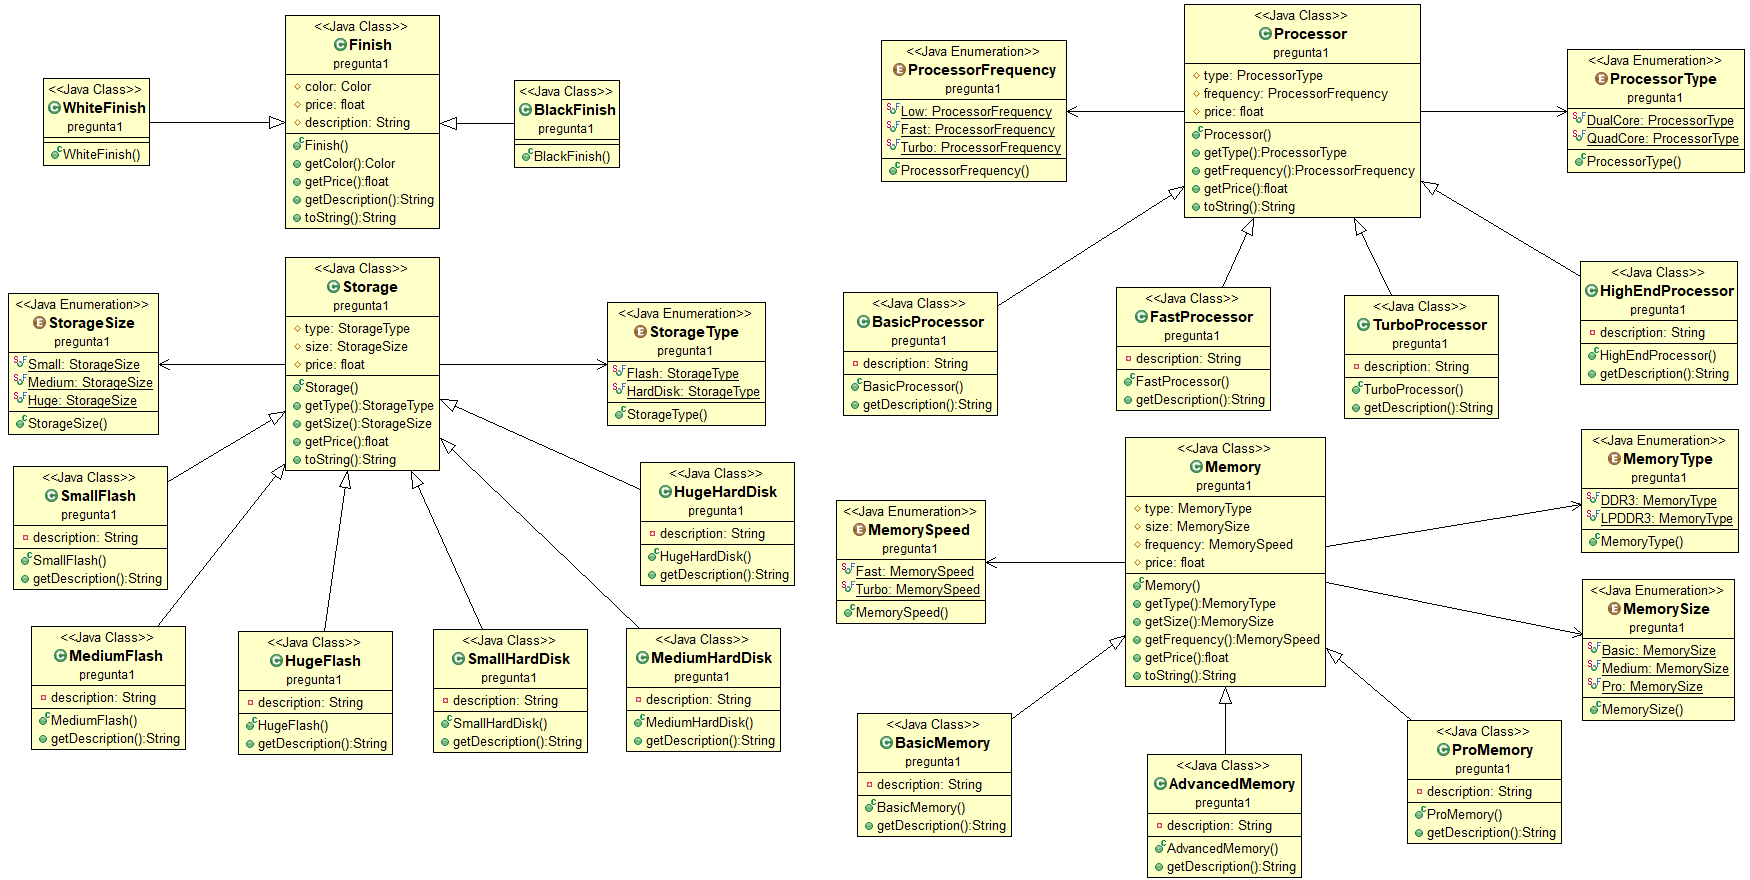 <<Java Class>>
Finish
pregunta1
color: Color
price: float
description: String
Finish()
getColor():Color
getPrice():float
getDescription():String
toString():String
<<Java Class>>
WhiteFinish
pregunta1
WhiteFinish()
<<Java Class>>
BlackFinish
pregunta1
BlackFinish()
<<Java Class>>
Storage
pregunta1
type: StorageType
size: StorageSize
price: float
Storage()
getType():StorageType
getSize():StorageSize
getPrice():float
toString():String
<<Java Enumeration>>
StorageSize
pregunta1
Small: StorageSize
Medium: StorageSize
Huge: StorageSize
StorageSize()
<<Java Enumeration>>
StorageType
pregunta1
Flash: StorageType
HardDisk: StorageType
StorageType()
<<Java Class>>
SmallFlash
pregunta1
description: String
SmallFlash()
getDescription():String
<<Java Class>>
HugeHardDisk
pregunta1
description: String
HugeHardDisk()
getDescription():String
<<Java Class>>
MediumFlash
pregunta1
description: String
MediumFlash()
getDescription():String
<<Java Class>>
HugeFlash
pregunta1
description: String
HugeFlash()
getDescription():String
<<Java Class>>
SmallHardDisk
pregunta1
description: String
SmallHardDisk()
getDescription():String
<<Java Class>>
MediumHardDisk
pregunta1
description: String
MediumHardDisk()
getDescription():String
<<Java Class>>
Processor
pregunta1
type: ProcessorType
frequency: ProcessorFrequency
price: float
Processor()
getType():ProcessorType
getFrequency():ProcessorFrequency
getPrice():float
toString():String
<<Java Enumeration>>
ProcessorFrequency
pregunta1
Low: ProcessorFrequency
Fast: ProcessorFrequency
Turbo: ProcessorFrequency
ProcessorFrequency()
<<Java Enumeration>>
ProcessorType
pregunta1
DualCore: ProcessorType
QuadCore: ProcessorType
ProcessorType()
<<Java Class>>
BasicProcessor
pregunta1
description: String
BasicProcessor()
getDescription():String
<<Java Class>>
FastProcessor
pregunta1
description: String
FastProcessor()
getDescription():String
<<Java Class>>
TurboProcessor
pregunta1
description: String
TurboProcessor()
getDescription():String
<<Java Class>>
HighEndProcessor
pregunta1
description: String
HighEndProcessor()
getDescription():String
<<Java Class>>
Memory
pregunta1
type: MemoryType
size: MemorySize
frequency: MemorySpeed
price: float
Memory()
getType():MemoryType
getSize():MemorySize
getFrequency():MemorySpeed
getPrice():float
toString():String
<<Java Enumeration>>
MemorySpeed
pregunta1
Fast: MemorySpeed
Turbo: MemorySpeed
MemorySpeed()
<<Java Enumeration>>
MemoryType
pregunta1
DDR3: MemoryType
LPDDR3: MemoryType
MemoryType()
<<Java Enumeration>>
MemorySize
pregunta1
Basic: MemorySize
Medium: MemorySize
Pro: MemorySize
MemorySize()
<<Java Class>>
BasicMemory
pregunta1
description: String
BasicMemory()
getDescription():String
<<Java Class>>
AdvancedMemory
pregunta1
description: String
AdvancedMemory()
getDescription():String
<<Java Class>>
ProMemory
pregunta1
description: String
ProMemory()
getDescription():String